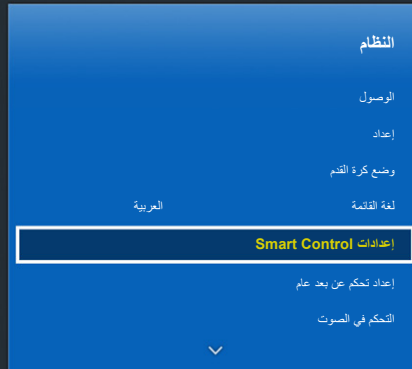 النظام
الوصول
إعداد
وضع كرة القدم
لغة القائمة العربية
إعدادات Smart Control
إعداد تحكم عن بعد عام
التحكم في الصوت